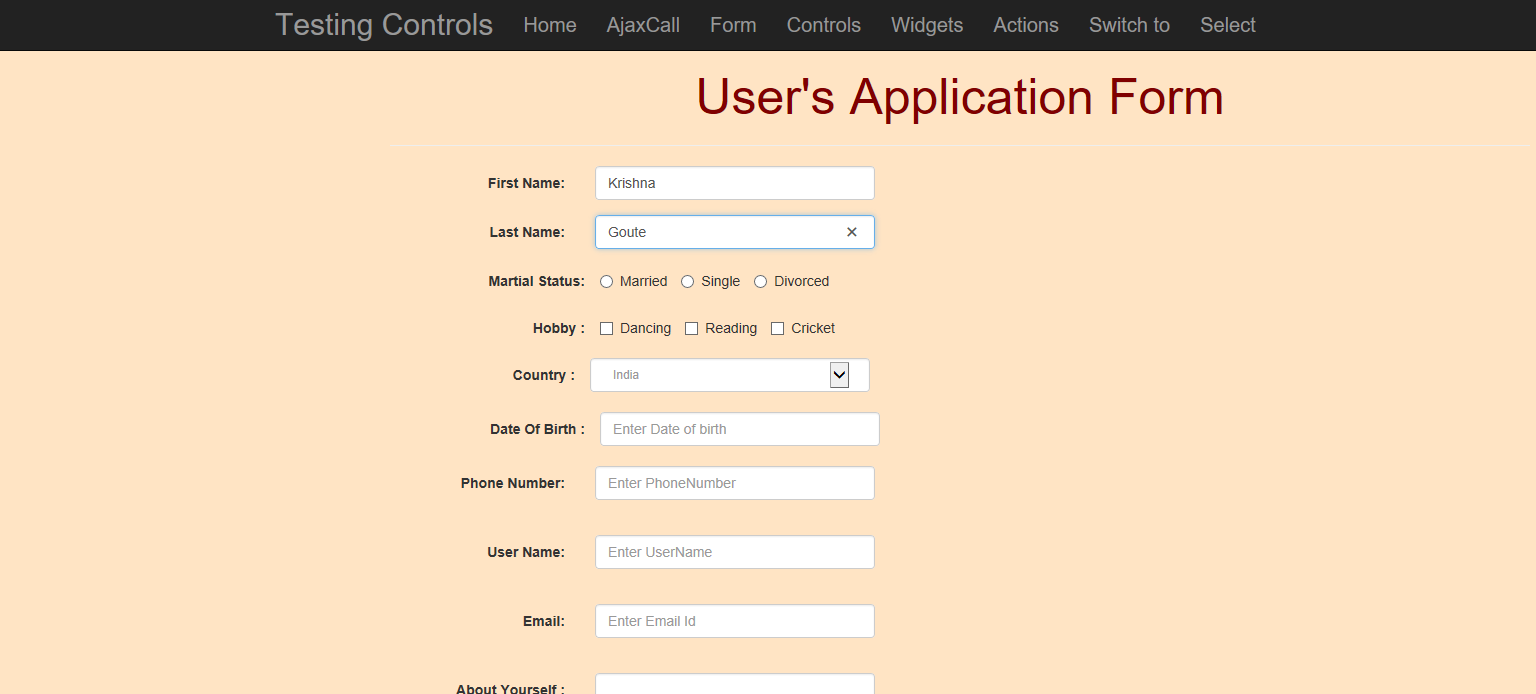 Testing Controls Home AjaxCall Form Controls Widgets Actions Switch to Select
User's Application Form
First Name: Krishna
Last Name: Goute
Martial Status: Married Single Divorced
Hobby : Dancing Reading Cricket
Country : India
Date Of Birth : Enter Date of birth
Phone Number: Enter PhoneNumber
User Name: Enter UserName
Email: Enter Email Id
About Yourself :